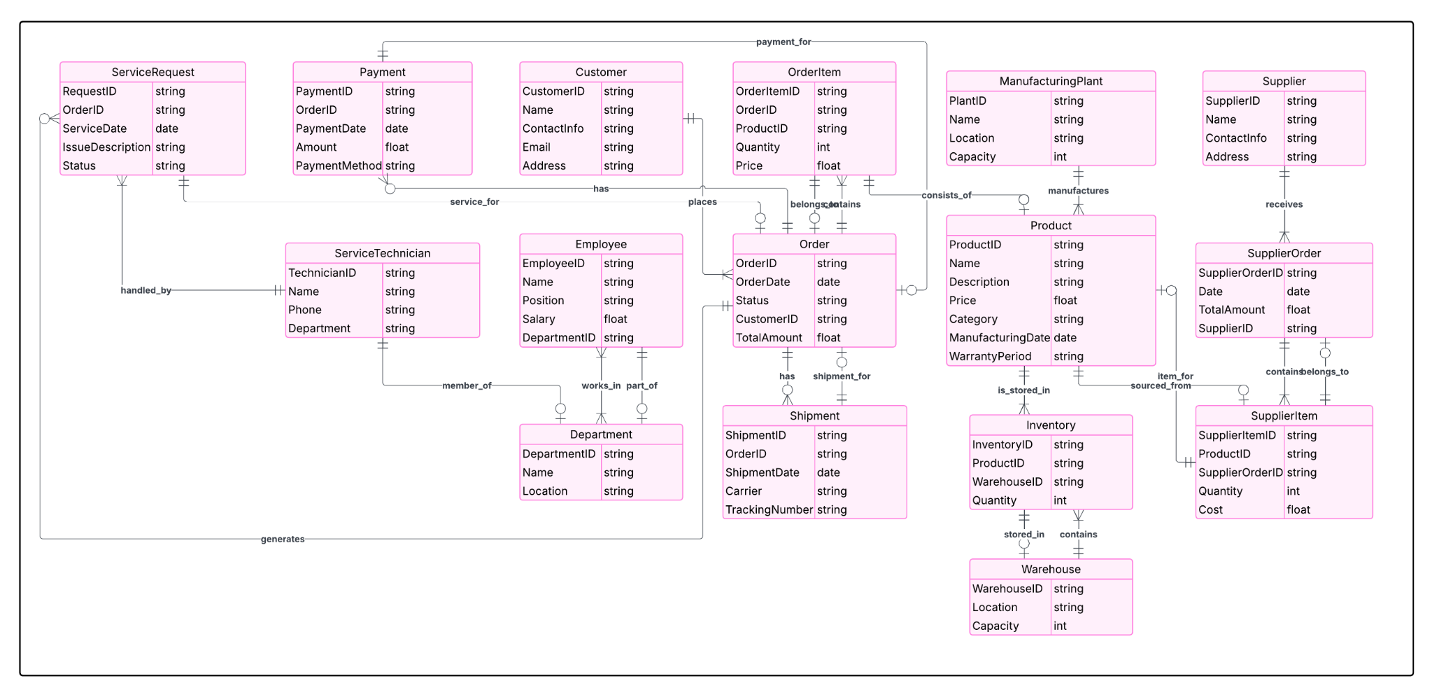 payment_for
ServiceRequest
RequestID string
OrderID string
ServiceDate date
IssueDescription string
Status string
Payment
PaymentID string
OrderID string
PaymentDate date
Amount float
PaymentMethod string
Customer
CustomerID string
Name string
ContactInfo string
Email string
Address string
OrderItem
OrderItemID string
OrderID string
ProductID string
Quantity int
Price float
ManufacturingPlant
PlantID string
Name string
Location string
Capacity int
Supplier
SupplierID string
Name string
ContactInfo string
Address string
has
manufactures
consists_of
service_for
places
belongs_to
contains
receives
ServiceTechnician
TechnicianID string
Name string
Phone string
Department string
Employee
EmployeeID string
Name string
Position string
Salary float
DepartmentID string
Order
OrderID string
OrderDate date
Status string
CustomerID string
TotalAmount float
Product
ProductID string
Name string
Description string
Price float
Category string
ManufacturingDate date
WarrantyPeriod string
SupplierOrder
SupplierOrderID string
Date date
TotalAmount float
SupplierID string
handled_by
member_of
works_in
part_of
has
shipment_for
is_stored_in
item_for
sourced_from
contains
belongs_to
Department
DepartmentID string
Name string
Location string
Shipment
ShipmentID string
OrderID string
ShipmentDate date
Carrier string
TrackingNumber string
Inventory
InventoryID string
ProductID string
WarehouseID string
Quantity int
SupplierItem
SupplierItemID string
ProductID string
SupplierOrderID string
Quantity int
Cost float
generates
stored_in
contains
Warehouse
WarehouseID string
Location string
Capacity int